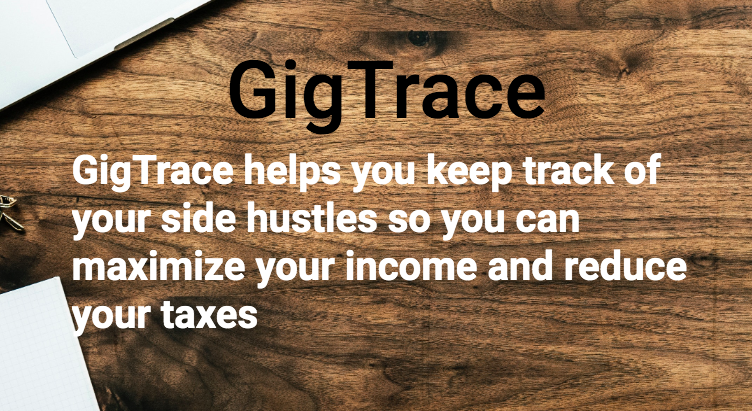 GigTrace
GigTrace helps you keep track of
your side hustles so you can
maximize your income and reduce
your taxes